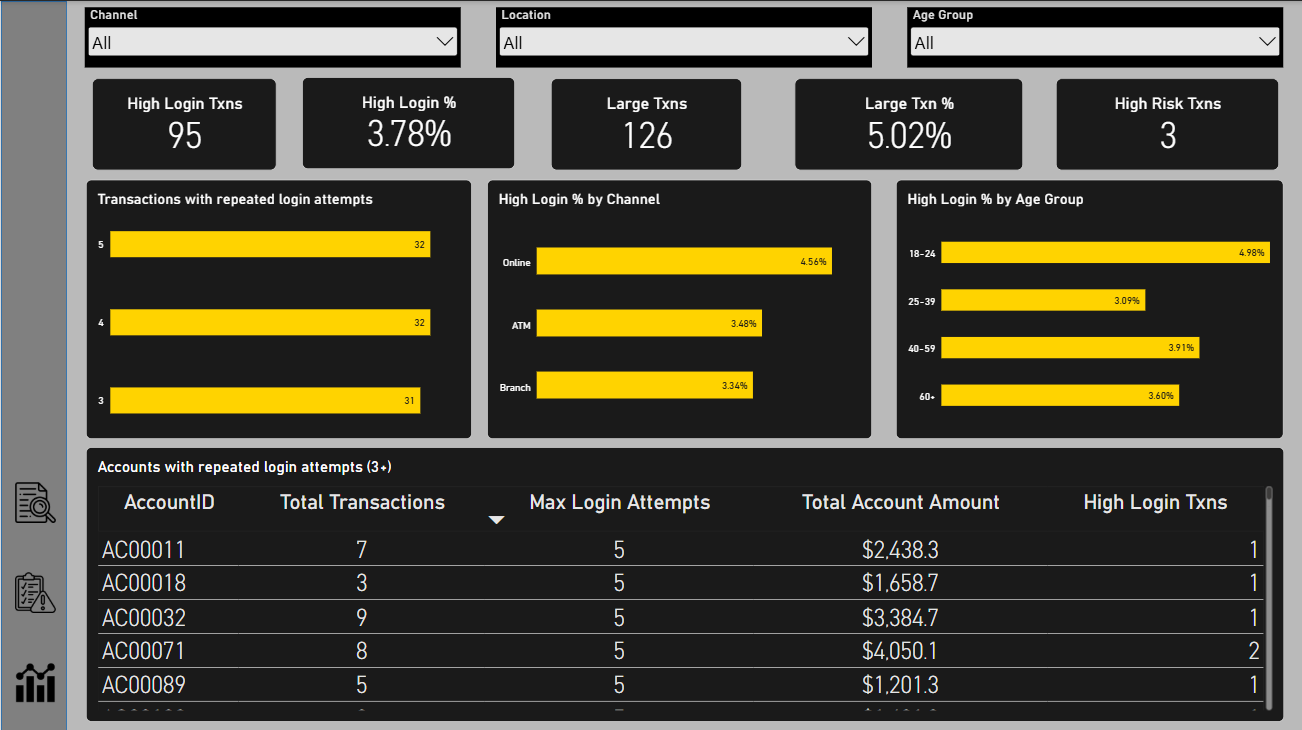 Channel
All
Location
All
Age Group
All
High Login Txns
95
High Login %
3.78%
Large Txns
126
Large Txn %
5.02%
High Risk Txns
3
Transactions with repeated login attempts
5 32
4 32
3 31
High Login % by Channel
Online 4.56%
ATM 3.48%
Branch 3.34%
High Login % by Age Group
18-24 4.98%
25-39 3.09%
40-59 3.91%
60+ 3.60%
Accounts with repeated login attempts (3+)
AccountID Total Transactions Max Login Attempts Total Account Amount High Login Txns
AC00011 7 5 $2,438.3 1
AC00018 3 5 $1,658.7 1
AC00032 9 5 $3,384.7 1
AC00071 8 5 $4,050.1 2
AC00089 5 5 $1,201.3 1